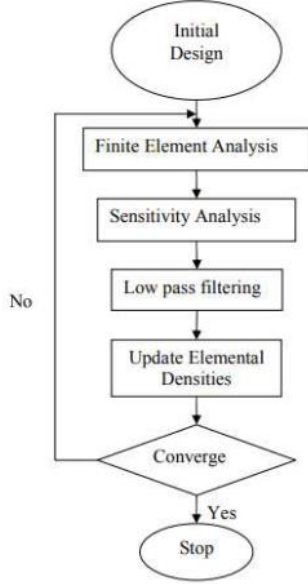 Initial
Design
Finite Element Analysis
Sensitivity Analysis
Low pass filtering
No
Update Elemental
Densities
Converge
Yes
Stop